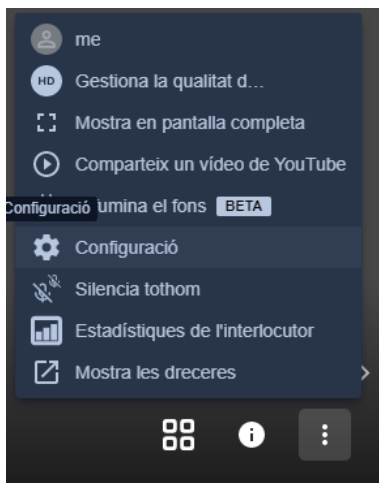 me
HD
Gestiona la qualitat d...
Mostra en pantalla completa
Comparteix un vídeo de YouTube
Configuració
fumina el fons BETA
Configuració
Silencia tothom
Estadístiques de l'interlocutor
Mostra les dreceres